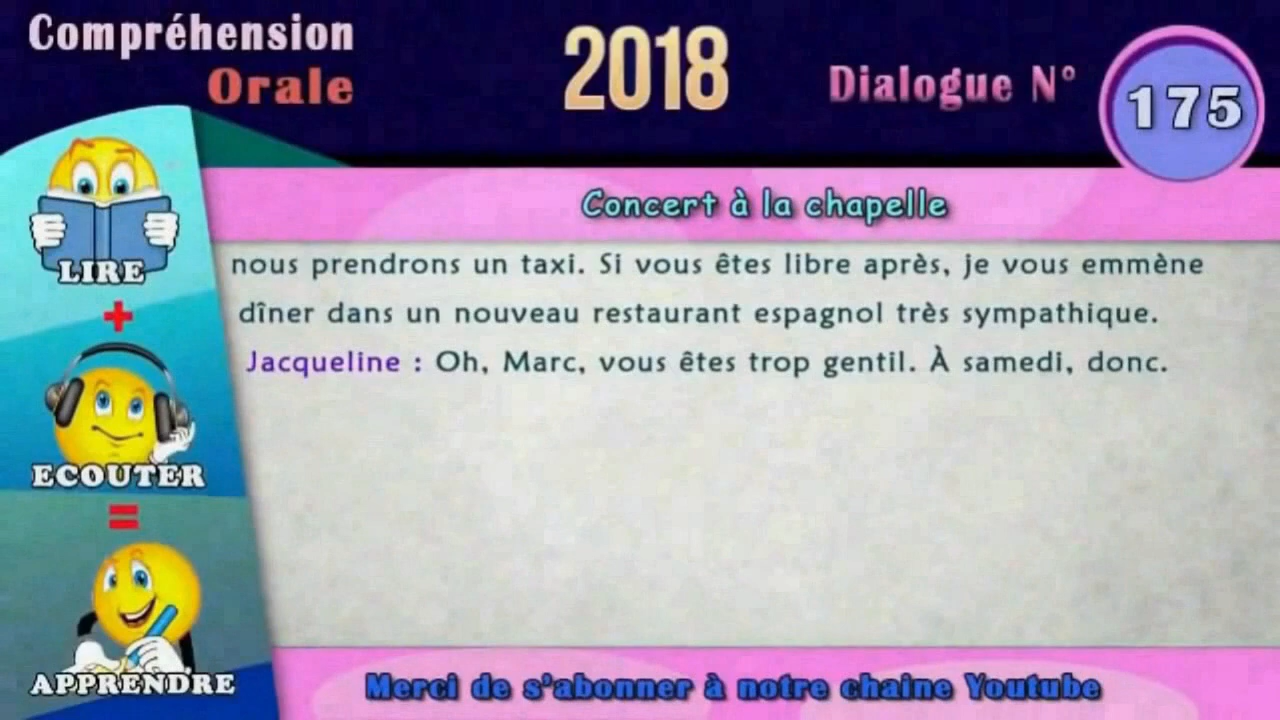 Compréhension
Orale
2018
Dialogue N°
175
Concert à la chapelle
LIRE
+
ECOUTER
=
APPRENDRE
nous prendrons un taxi. Si vous êtes libre après, je vous emmène
dîner dans un nouveau restaurant espagnol très sympathique.
Jacqueline : Oh, Marc, vous êtes trop gentil. À samedi, donc.
Merci de s'abonner à notre chaine Youtube